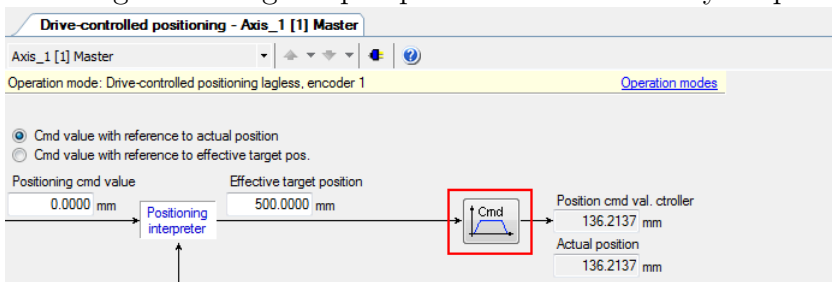 Drive-controlled positioning - Axis_1 [1] Master
Axis_1 [1] Master
Operation mode: Drive-controlled positioning lagless, encoder 1 Operation modes
Cmd value with reference to actual position
Cmd value with reference to effective target pos.
Positioning cmd value Effective target position
0.0000 mm Positioning interpreter 500.0000 mm Cmd Position cmd val. ctroller
136.2137 mm
Actual position
136.2137 mm